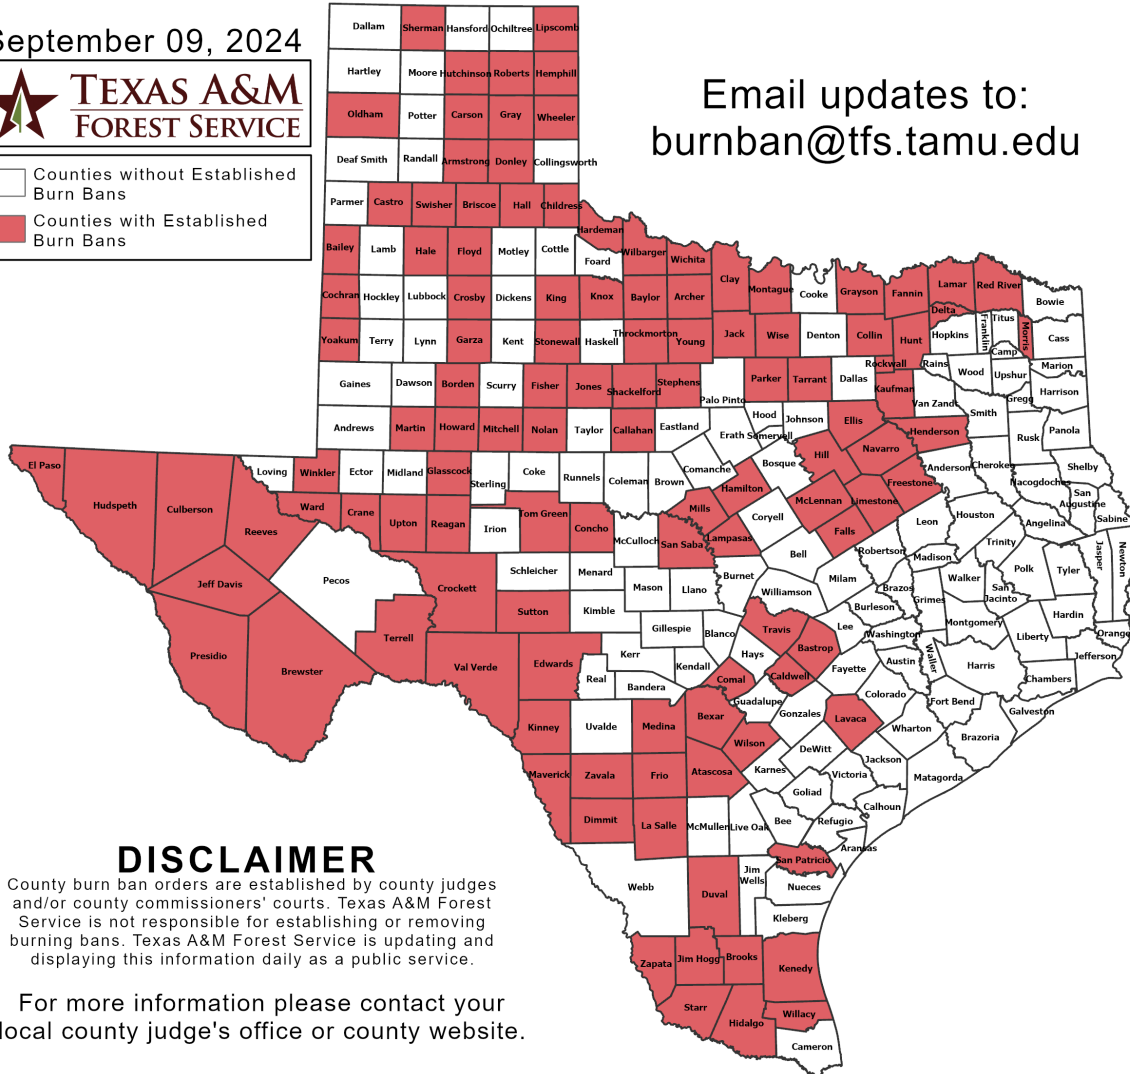 September 09, 2024
TEXAS A&M
FOREST SERVICE
Counties without Established
Burn Bans
Counties with Established
Burn Bans
Email updates to:
burnban@tfs.tamu.edu
Dallam Sherman Hansford Ochiltree Lipscomb
Hartley Moore Hutchinson Roberts Hemphill
Oldham Potter Carson Gray Wheeler
Deaf Smith Randall Armstrong Donley Collingsworth
Parmer Castro Swisher Briscoe Hall Childress
Hardeman
Bailey Lamb Hale Floyd Motley Cottle Foard Wilbarger Wichita
Clay Montague Cooke Grayson Fannin Lamar Red River Bowie
Cochran Hockley Lubbock Crosby Dickens King Knox Baylor Archer
Delta Titus Franklin Morris
Yoakum Terry Lynn Garza Kent Stonewall Haskell Throckmorton Young Jack Wise Denton Collin Hunt Hopkins Cass
Camp
Rockwall Rains Wood Upshur Marion
Gaines Dawson Borden Scurry Fisher Jones Shackelford Stephens Palo Pinto Parker Tarrant Dallas Kaufman Van Zandt Gregg Harrison
Andrews Martin Howard Mitchell Nolan Taylor Callahan Eastland Erath Hood Somervell Johnson Ellis Henderson Smith Rusk Panola
El Paso Loving Winkler Ector Midland Glasscock Sterling Coke Runnels Coleman Brown Comanche Bosque Hill Navarro Anderson Cherokee Nacogdoches Shelby
Hudspeth Culberson Reeves Ward Crane Upton Reagan Irion Tom Green Concho McCulloch San Saba Mills Hamilton Lampasas Coryell McLennan Limestone Freestone Falls Leon Houston Angelina San Augustine Sabine
Jeff Davis Pecos Crockett Schleicher Menard Mason Llano Burnet Bell Williamson Milam Robertson Brazos Madison Grimes Walker Trinity San Jacinto Polk Tyler Jasper Newton
Presidio Brewster Terrell Val Verde Sutton Kimble Gillespie Blanco Travis Lee Burleson Washington Montgomery Liberty Hardin Orange
Edwards Real Kerr Bandera Kendall Comal Hays Caldwell Bastrop Fayette Austin Waller Harris Chambers Jefferson
Kinney Uvalde Medina Bexar Guadalupe Gonzales Lavaca Colorado Fort Bend Wharton Brazoria Galveston
Maverick Zavala Frio Atascosa Wilson Karnes DeWitt Victoria Jackson Matagorda
Dimmit La Salle McMullen Live Oak Bee Goliad Refugio Calhoun Aransas
Webb Duval Jim Wells San Patricio Nueces Kleberg
Zapata Jim Hogg Brooks Kenedy
Starr Hidalgo Willacy
Cameron
DISCLAIMER
County burn ban orders are established by county judges
and/or county commissioners' courts. Texas A&M Forest
Service is not responsible for establishing or removing
burning bans. Texas A&M Forest Service is updating and
displaying this information daily as a public service.
For more information please contact your
local county judge's office or county website.